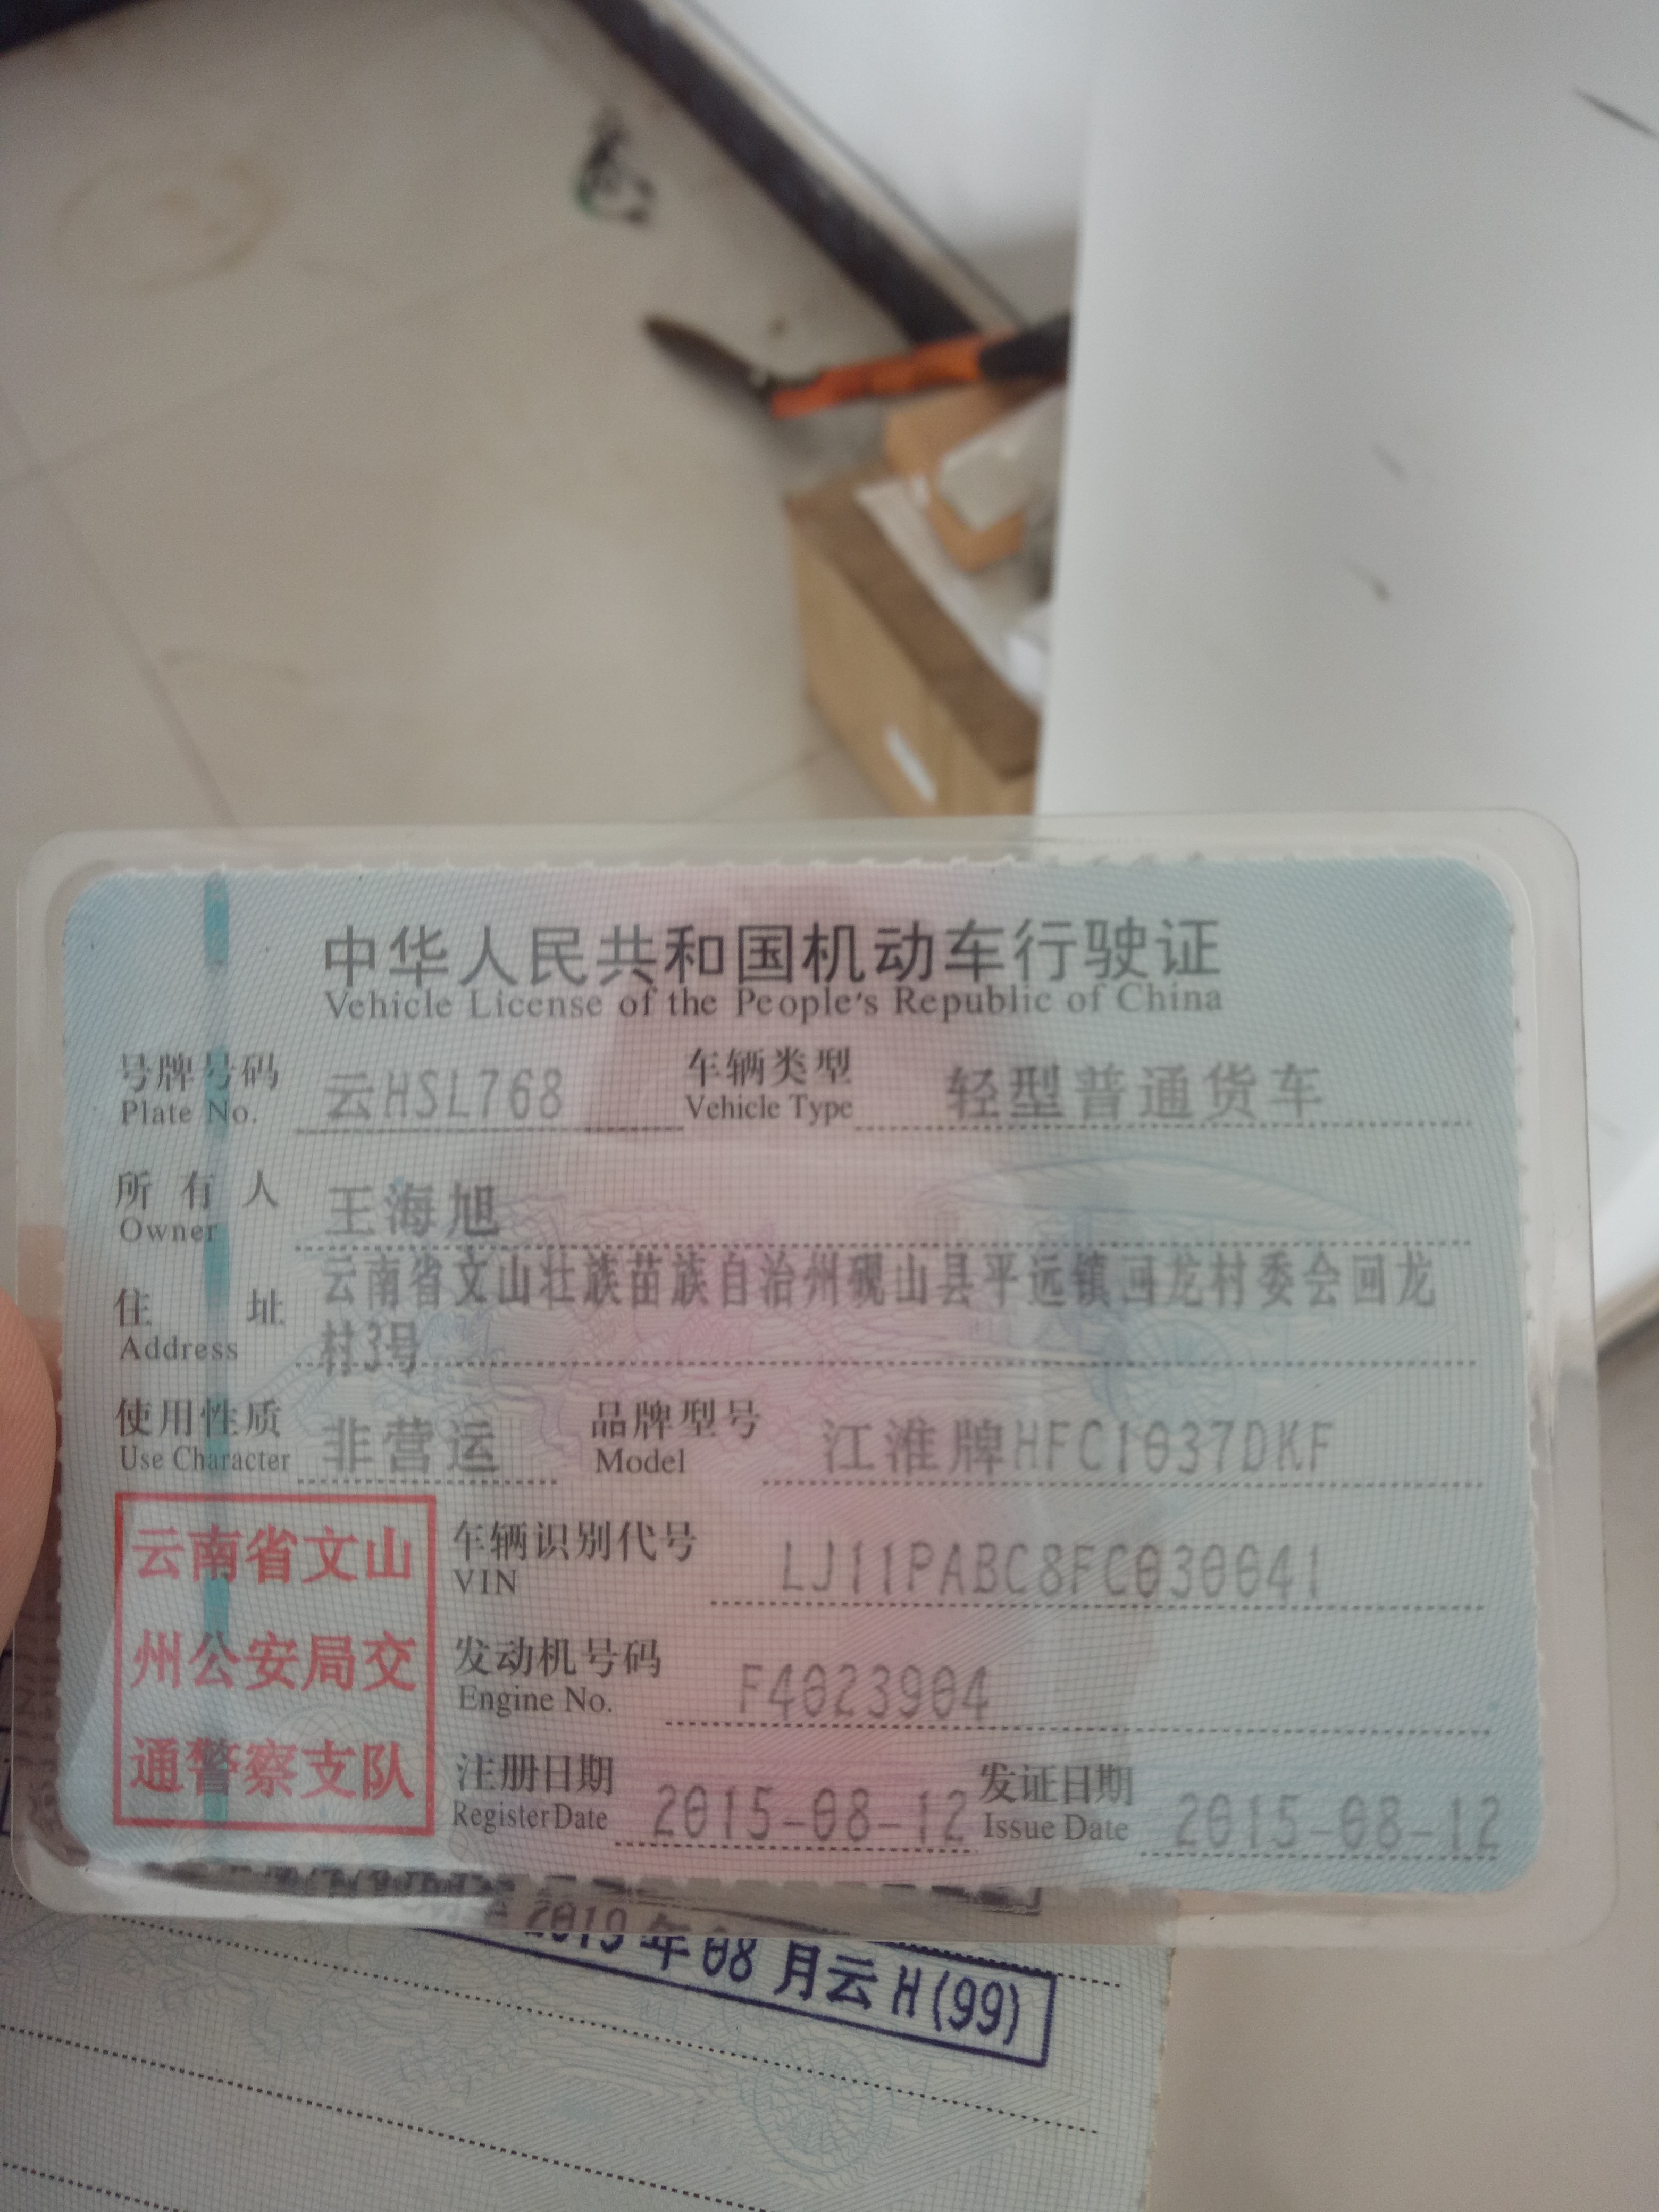 中华人民共和国机动车行驶证
Vehicle License of the People's Republic of China
号牌号码 云HSL768 车辆类型 轻型普通货车
Plate No. Vehicle Type
所有人 王海旭
Owner
住址 云南省文山壮族苗族自治州砚山县平远镇回龙村委会回龙
Address 村3号
使用性质 非营运 品牌型号 江淮牌HFC1037DKF
Use Character Model
云南省文山
州公安局交
通警察支队
车辆识别代号 LJ11PABC8FC030041
VIN
发动机号码 F4023904
Engine No.
注册日期 2015-08-12 发证日期 2015-08-12
Register Date Issue Date
2019年08月云H(99)